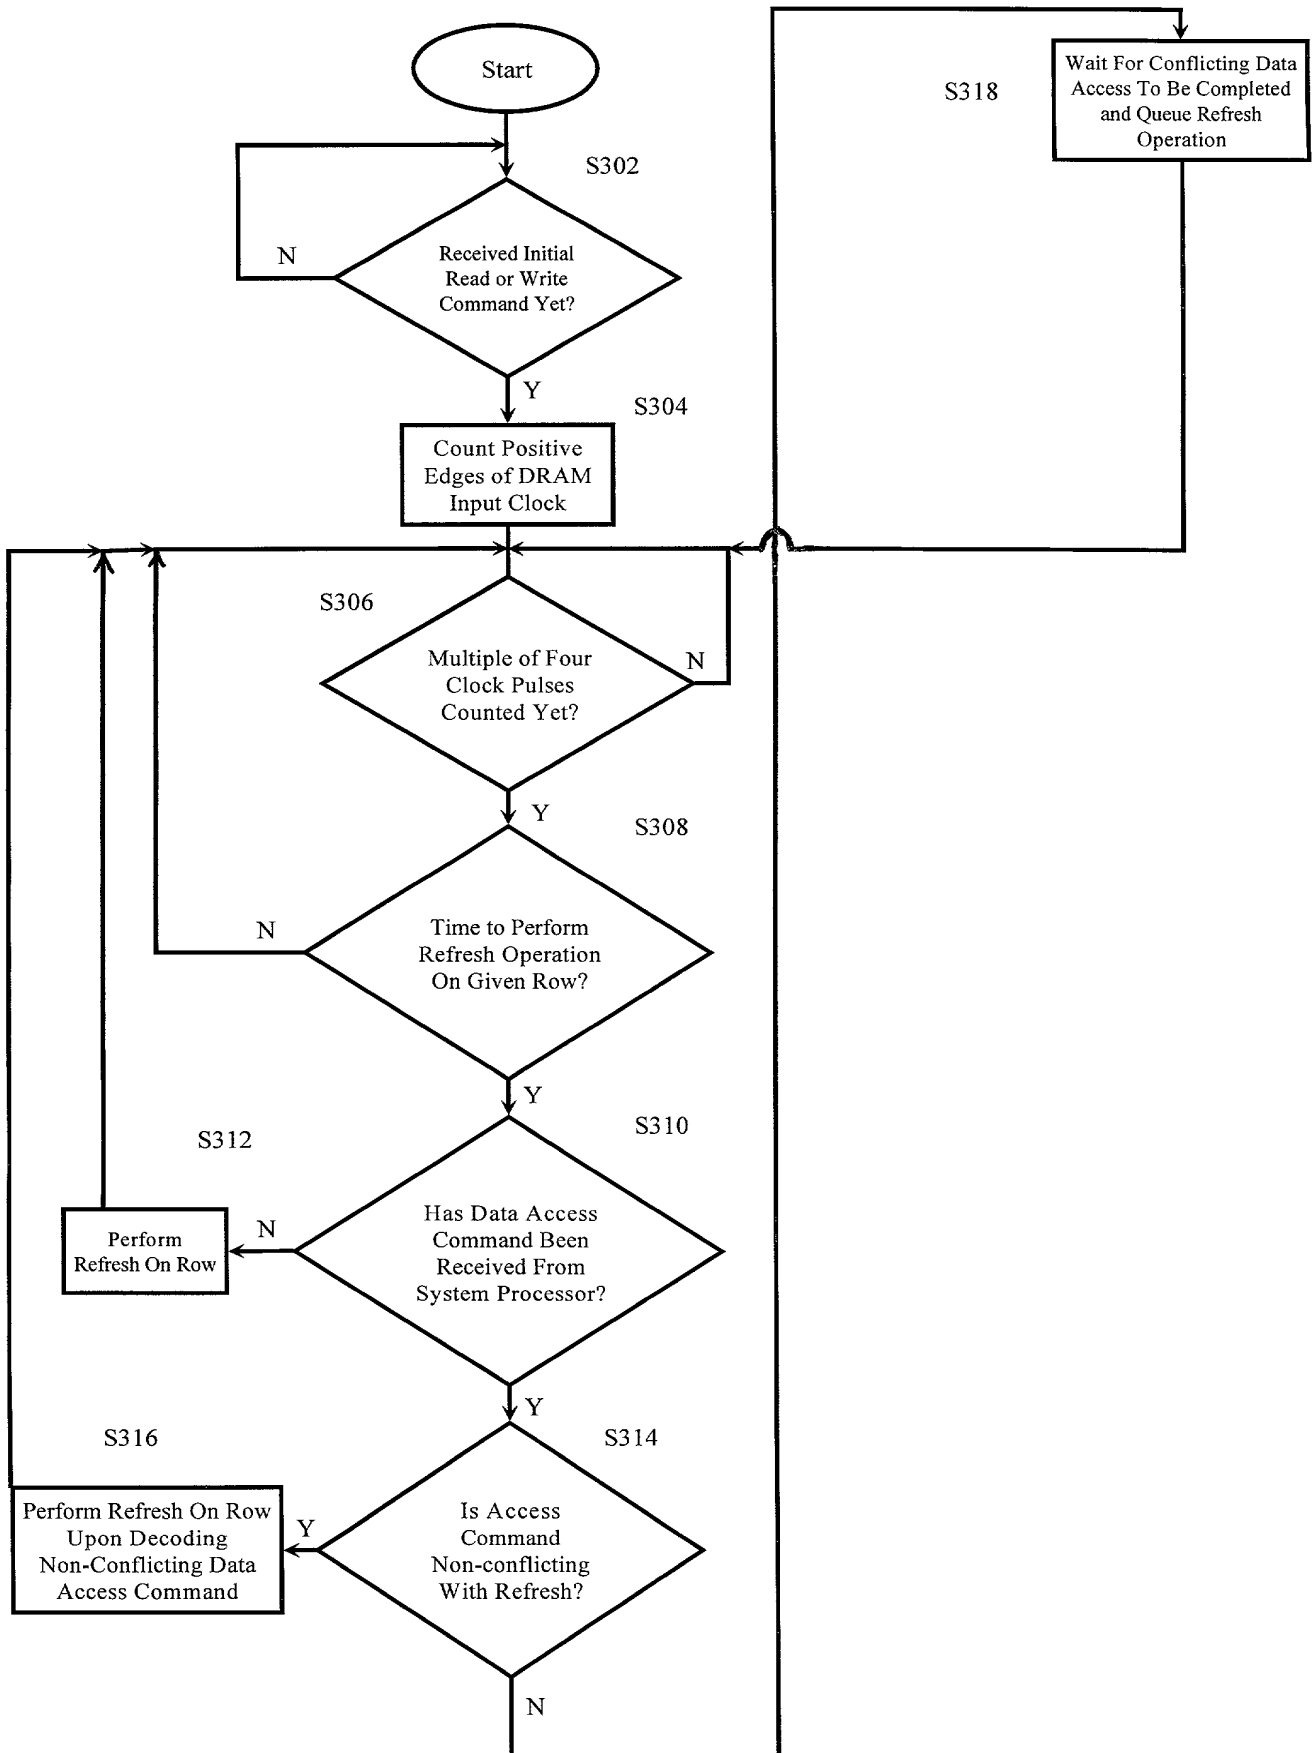 Start
S302
Received Initial
Read or Write
Command Yet?
N
Y
S304
Count Positive
Edges of DRAM
Input Clock
S306
Multiple of Four
Clock Pulses
Counted Yet?
N
Y
S308
Time to Perform
Refresh Operation
On Given Row?
N
Y
S310
Has Data Access
Command Been
Received From
System Processor?
N
S312
Perform
Refresh On Row
Y
S314
Is Access
Command
Non-conflicting
With Refresh?
Y
S316
Perform Refresh On Row
Upon Decoding
Non-Conflicting Data
Access Command
N
S318
Wait For Conflicting Data
Access To Be Completed
and Queue Refresh
Operation